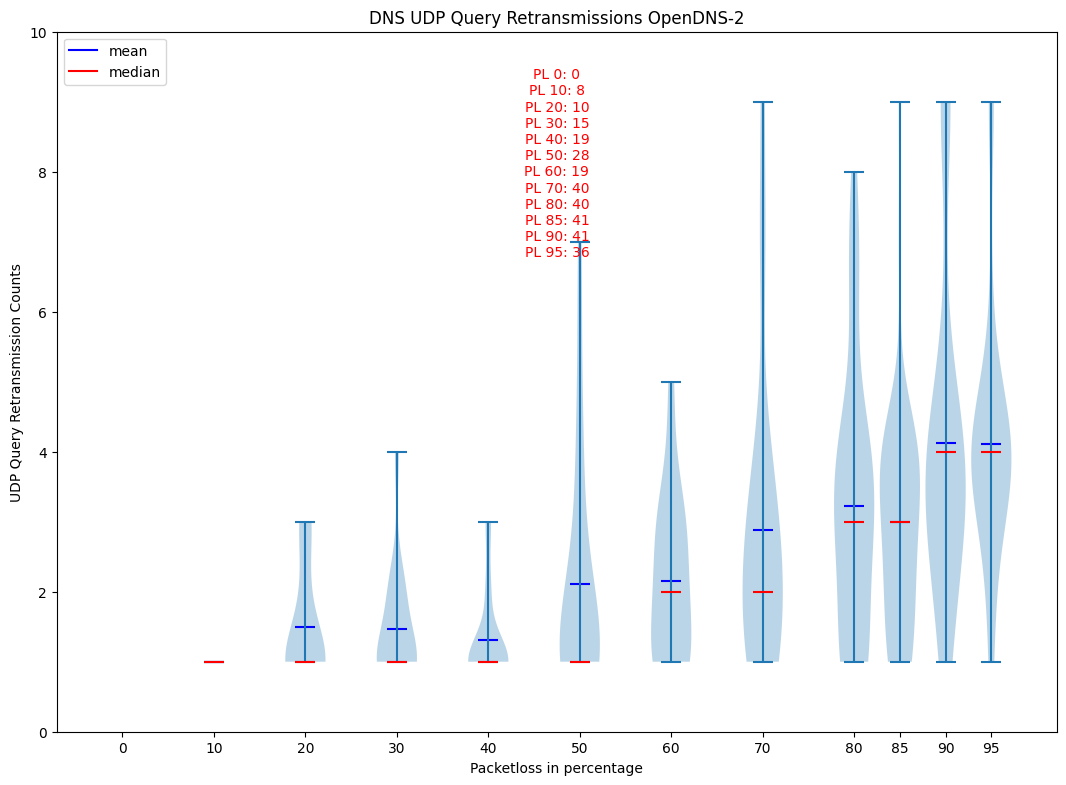 DNS UDP Query Retransmissions OpenDNS-2
mean
median
PL 0: 0
PL 10: 8
PL 20: 10
PL 30: 15
PL 40: 19
PL 50: 28
PL 60: 19
PL 70: 40
PL 80: 40
PL 85: 41
PL 90: 41
PL 95: 36
UDP Query Retransmission Counts
10
8
6
4
2
0
0 10 20 30 40 50 60 70 80 85 90 95
Packetloss in percentage